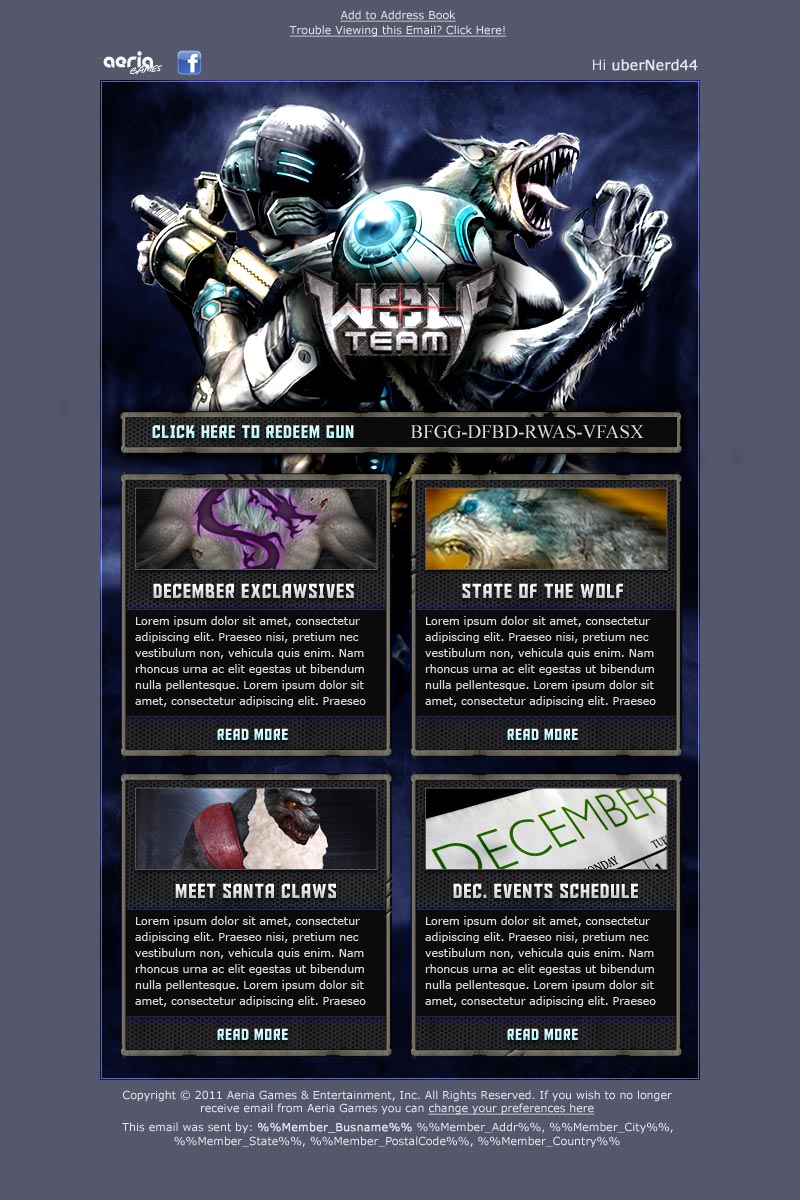 Add to Address Book
Trouble Viewing this Email? Click Here!
aeria
GAMES
f
Hi uberNerd44
WOLF
TEAM
CLICK HERE TO REDEEM GUN
BFGG-DFBD-RWAS-VFASX
DECEMBER EXCLAWSIVES
Lorem ipsum dolor sit amet, consectetur
adipiscing elit. Praeseo nisi, pretium nec
vestibulum non, vehicula quis enim. Nam
rhoncus urna ac elit egestas ut bibendum
nulla pellentesque. Lorem ipsum dolor sit
amet, consectetur adipiscing elit. Praeseo
READ MORE
STATE OF THE WOLF
Lorem ipsum dolor sit amet, consectetur
adipiscing elit. Praeseo nisi, pretium nec
vestibulum non, vehicula quis enim. Nam
rhoncus urna ac elit egestas ut bibendum
nulla pellentesque. Lorem ipsum dolor sit
amet, consectetur adipiscing elit. Praeseo
READ MORE
MEET SANTA CLAWS
Lorem ipsum dolor sit amet, consectetur
adipiscing elit. Praeseo nisi, pretium nec
vestibulum non, vehicula quis enim. Nam
rhoncus urna ac elit egestas ut bibendum
nulla pellentesque. Lorem ipsum dolor sit
amet, consectetur adipiscing elit. Praeseo
READ MORE
DECEMBER
ONDAY
TUE
1
DEC. EVENTS SCHEDULE
Lorem ipsum dolor sit amet, consectetur
adipiscing elit. Praeseo nisi, pretium nec
vestibulum non, vehicula quis enim. Nam
rhoncus urna ac elit egestas ut bibendum
nulla pellentesque. Lorem ipsum dolor sit
amet, consectetur adipiscing elit. Praeseo
READ MORE
Copyright © 2011 Aeria Games & Entertainment, Inc. All Rights Reserved. If you wish to no longer
receive email from Aeria Games you can change your preferences here
This email was sent by: %%Member_Busname%% %%Member_Addr%%, %%Member_City%%,
%%Member_State%%, %%Member_PostalCode%%, %%Member_Country%%